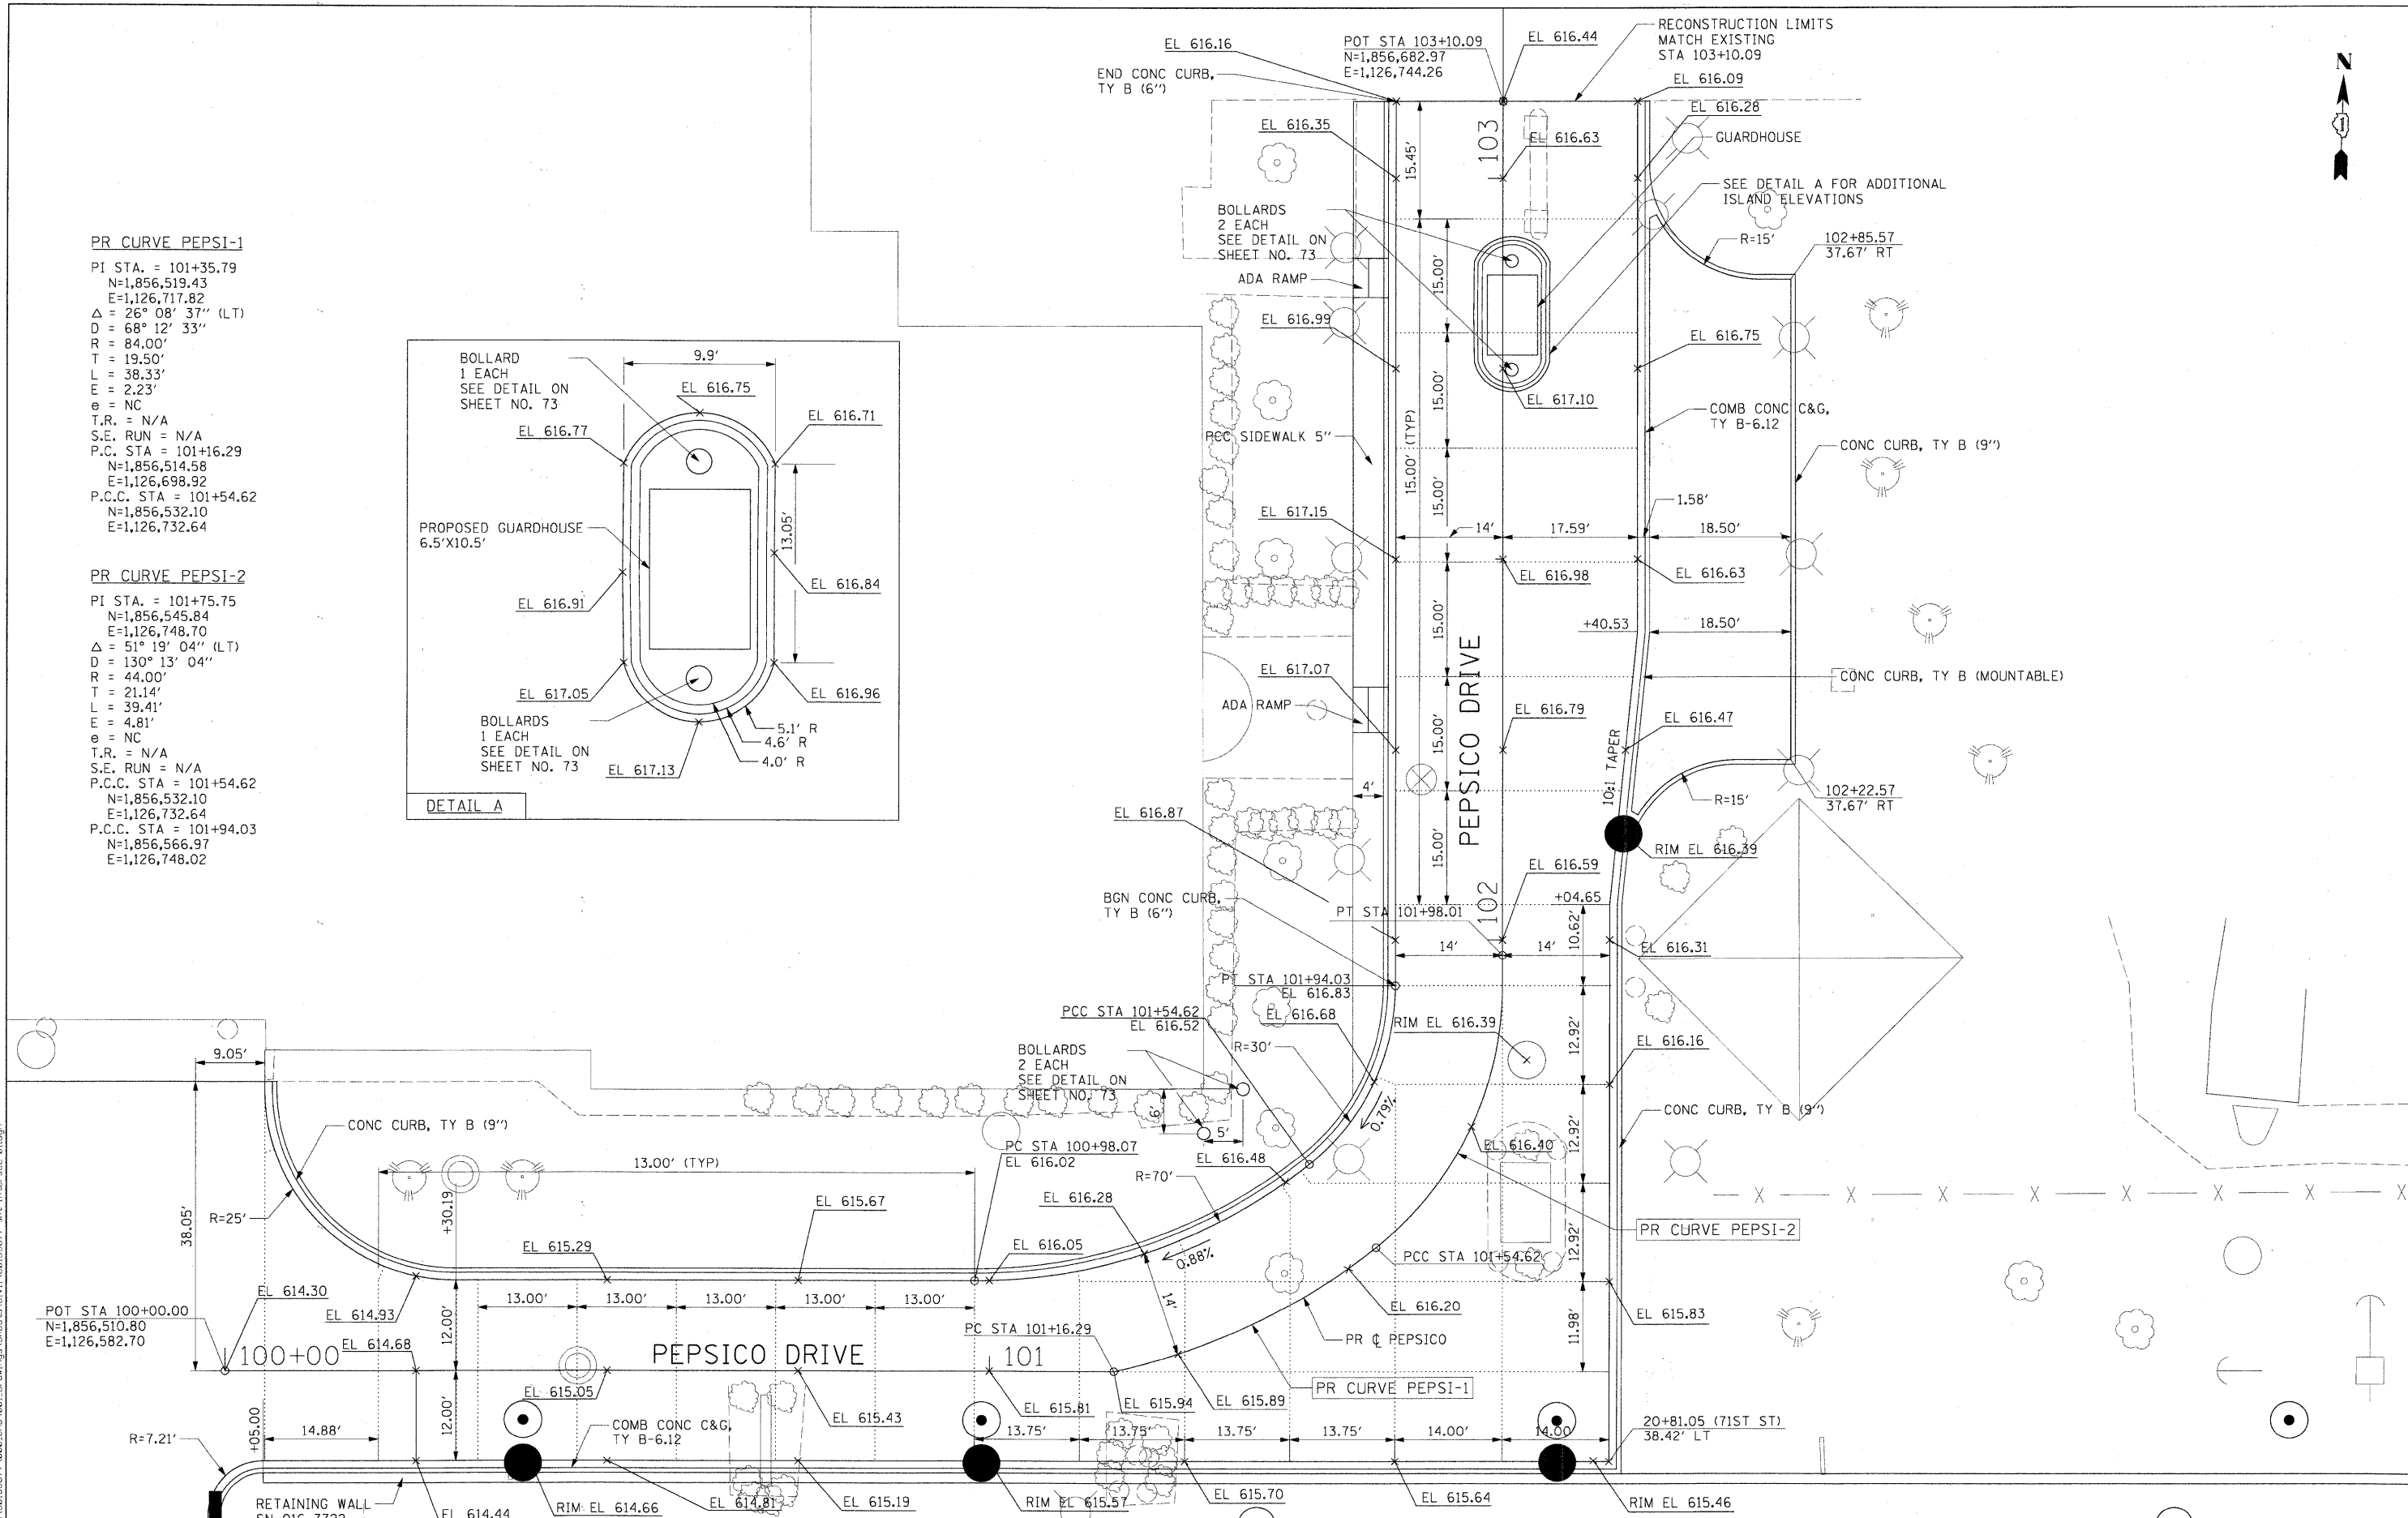 RECONSTRUCTION LIMITS
MATCH EXISTING
STA 103+10.09
EL 616.16
POT STA 103+10.09
N=1,856,682.97
E=1,126,744.26
EL 616.44
END CONC CURB,
TY B (6'')
N
1
EL 616.09
EL 616.28
EL 616.35
103
EL 616.63
GUARDHOUSE
15.45'
SEE DETAIL A FOR ADDITIONAL
ISLAND ELEVATIONS
BOLLARDS
2 EACH
SEE DETAIL ON
SHEET NO. 73
R=15'
102+85.57
37.67' RT
ADA RAMP
15.00'
EL 616.99
EL 616.75
15.00'
EL 617.10
COMB CONC C&G,
TY B-6.12
CONC CURB, TY B (9'')
PCC SIDEWALK 5''
15.00' (TYP)
15.00'
1.58'
EL 617.15
14'
17.59'
18.50'
EL 616.98
EL 616.63
15.00'
+40.53
18.50'
EL 617.07
CONC CURB, TY B (MOUNTABLE)
ADA RAMP
15.00'
PEPSICO DRIVE
EL 616.79
EL 616.47
10:1 TAPER
4'
R=15'
102+22.57
37.67' RT
EL 616.87
15.00'
RIM EL 616.39
EL 616.59
BGN CONC CURB,
TY B (6'')
102
+04.65
PT STA 101+98.01
10.62'
14'
14'
EL 616.31
PT STA 101+94.03
EL 616.83
PCC STA 101+54.62
EL 616.52
EL 616.68
RIM EL 616.39
12.92'
EL 616.16
R=30'
BOLLARDS
2 EACH
SEE DETAIL ON
SHEET NO. 73
6'
5'
0.79%
12.92'
CONC CURB, TY B (9'')
EL 616.40
PR CURVE PEPSI-1
PI STA. = 101+35.79
N=1,856,519.43
E=1,126,717.82
Δ = 26° 08' 37'' (LT)
D = 68° 12' 33''
R = 84.00'
T = 19.50'
L = 38.33'
E = 2.23'
e = NC
T.R. = N/A
S.E. RUN = N/A
P.C. STA = 101+16.29
N=1,856,514.58
E=1,126,698.92
P.C.C. STA = 101+54.62
N=1,856,532.10
E=1,126,732.64
PR CURVE PEPSI-2
PI STA. = 101+75.75
N=1,856,545.84
E=1,126,748.70
Δ = 51° 19' 04'' (LT)
D = 130° 13' 04''
R = 44.00'
T = 21.14'
L = 39.41'
E = 4.81'
e = NC
T.R. = N/A
S.E. RUN = N/A
P.C.C. STA = 101+54.62
N=1,856,532.10
E=1,126,732.64
P.C.C. STA = 101+94.03
N=1,856,566.97
E=1,126,748.02
BOLLARD
1 EACH
SEE DETAIL ON
SHEET NO. 73
9.9'
EL 616.75
EL 616.71
EL 616.77
PROPOSED GUARDHOUSE
6.5'X10.5'
13.05'
EL 616.84
EL 616.91
EL 617.05
EL 616.96
BOLLARDS
1 EACH
SEE DETAIL ON
SHEET NO. 73
5.1' R
4.6' R
4.0' R
EL 617.13
DETAIL A
9.05'
CONC CURB, TY B (9'')
PC STA 100+98.07
EL 616.02
EL 616.48
13.00' (TYP)
R=70'
38.05'
R=25'
+30.19
EL 616.28
EL 615.67
12.92'
PR CURVE PEPSI-2
EL 615.29
EL 616.05
0.88%
PCC STA 101+54.62
EL 614.30
POT STA 100+00.00
N=1,856,510.80
E=1,126,582.70
EL 614.93
13.00'
13.00'
13.00'
13.00'
13.00'
14'
EL 616.20
EL 615.83
12.00'
11.98'
EL 614.68
PC STA 101+16.29
PR ℄ PEPSICO
100+00
PEPSICO DRIVE
101
EL 615.05
EL 615.43
EL 615.81
EL 615.94
EL 615.89
PR CURVE PEPSI-1
12.00'
+05.00
R=7.21'
14.88'
COMB CONC C&G,
TY B-6.12
13.75'
13.75'
13.75'
13.75'
14.00'
14.00
20+81.05 (71ST ST)
38.42' LT
RETAINING WALL
EL 614.44
RIM EL 614.66
EL 614.81
EL 615.19
RIM EL 615.57
EL 615.70
EL 615.64
RIM EL 615.46
X X X X X X X X